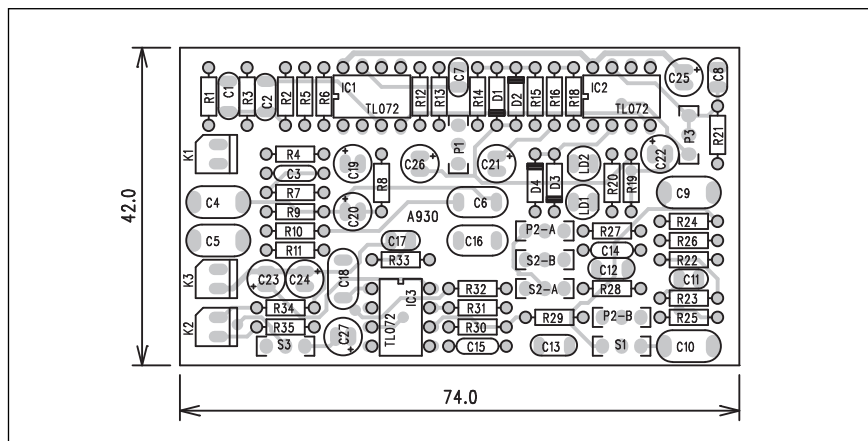 R1 C1 R3 C2 R2 R5 R6 IC1 TL072 R12 R13 C7 R14 D1 D2 R15 R16 R18 IC2 TL072 C25 C8
K1 R4 C3 C19 R8 C26 P1 C21 D4 D3 LD2 R20 R19 C22 P3 R21
C4 R7 R9 C20 A930 C6 LD1 C9
C5 R10 R11 C17 R33 C16 P2-A R27 R24
C14 R26
S2-B C12 R22
K3 C23 C24 C18 IC3 TL072 R32 S2-A R28 C11
R34 R31 R23
K2 R35 C27 R30 R29 P2-B R25
S3 C15 C13 S1 C10
42.0
74.0